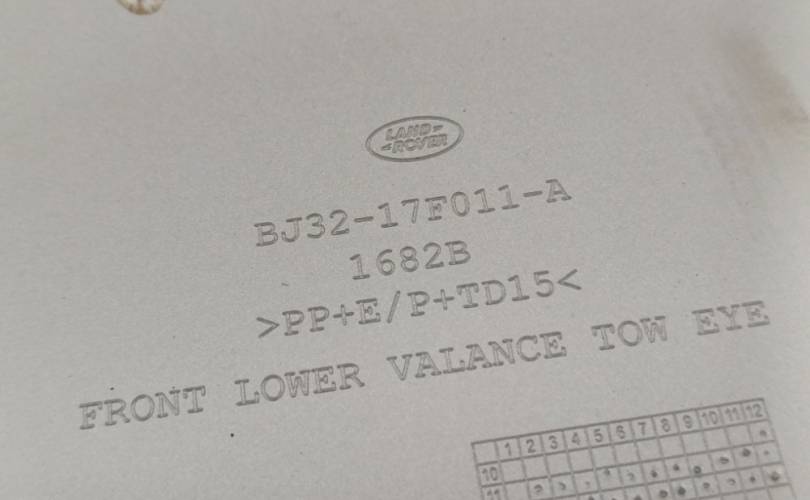 LAND
ROVER
BJ32-17F011-A
1682B
>PP+E/P+TD15<
FRONT LOWER VALANCE TOW EYE
1 2 3 4 5 6 7 8 9 10 11 12
10
11